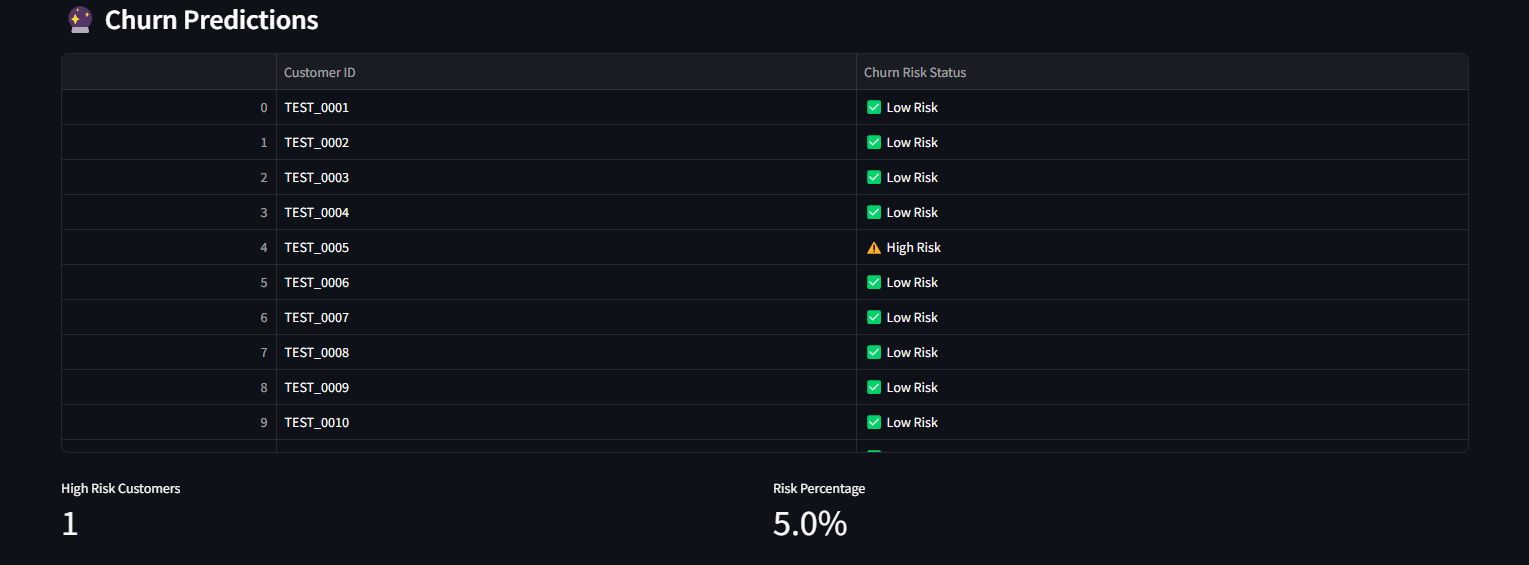 Churn Predictions
Customer ID Churn Risk Status
0 TEST_0001 Low Risk
1 TEST_0002 Low Risk
2 TEST_0003 Low Risk
3 TEST_0004 Low Risk
4 TEST_0005 High Risk
5 TEST_0006 Low Risk
6 TEST_0007 Low Risk
7 TEST_0008 Low Risk
8 TEST_0009 Low Risk
9 TEST_0010 Low Risk
High Risk Customers Risk Percentage
1 5.0%